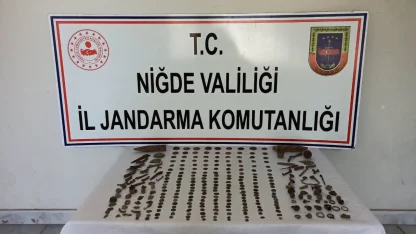 T.C.
NİĞDE VALİLİĞİ
İL JANDARMA KOMUTANLIĞI